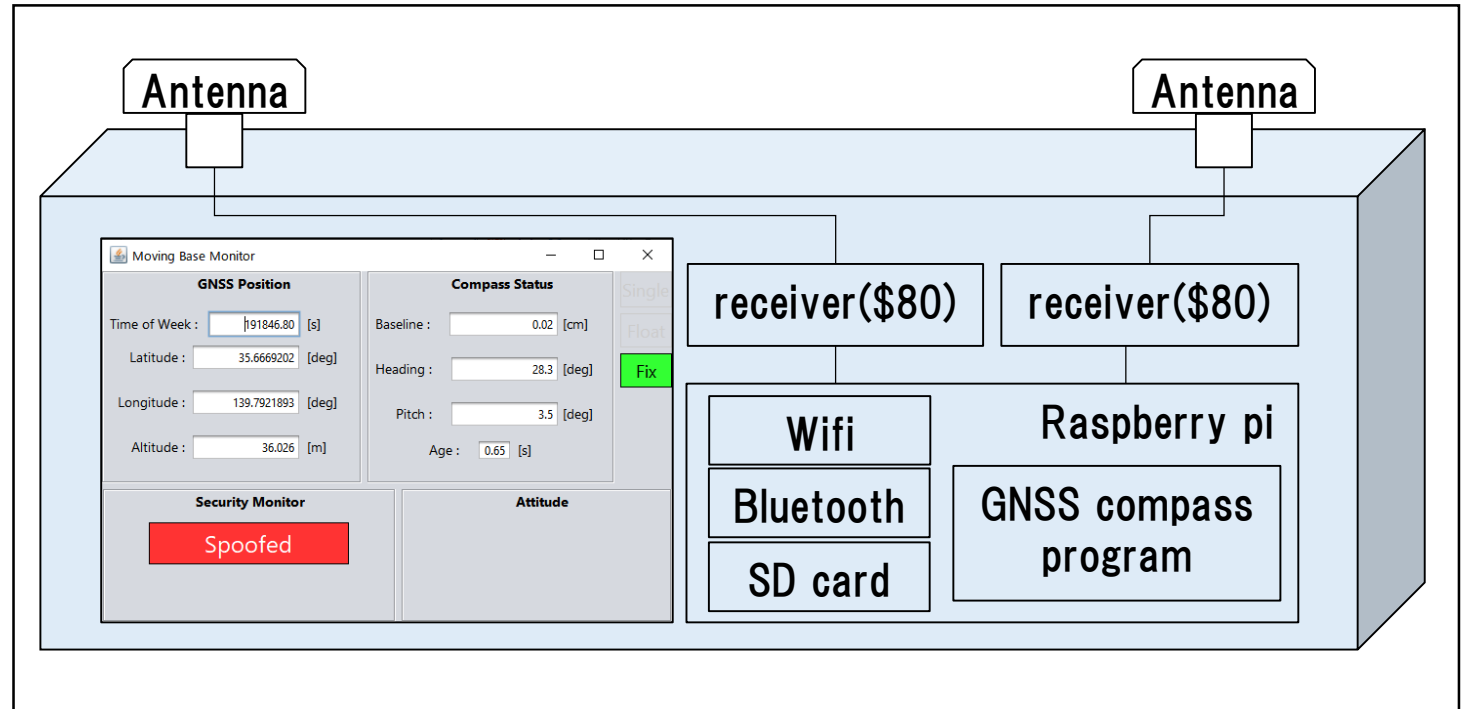 Antenna
Antenna
Moving Base Monitor
GNSS Position
Time of Week : 191846.80 [s]
Latitude : 35.6669202 [deg]
Longitude : 139.7921893 [deg]
Altitude : 36.026 [m]
Compass Status
Baseline : 0.02 [cm]
Heading : 28.3 [deg]
Pitch : 3.5 [deg]
Age : 0.65 [s]
Single
Float
Fix
Security Monitor
Spoofed
Attitude
receiver($80)
receiver($80)
Raspberry pi
Wifi
Bluetooth
SD card
GNSS compass
program